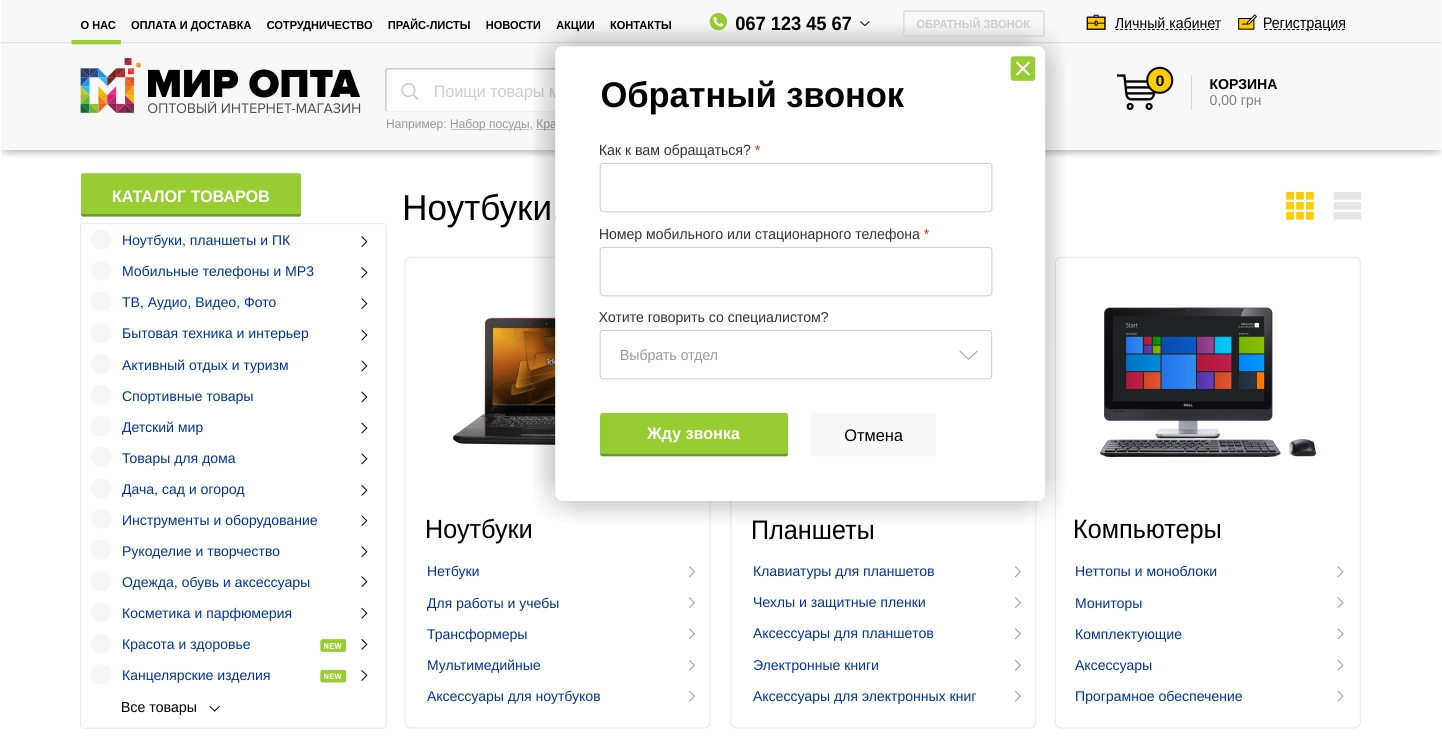 О НАС ОПЛАТА И ДОСТАВКА СОТРУДНИЧЕСТВО ПРАЙС-ЛИСТЫ НОВОСТИ АКЦИИ КОНТАКТЫ 067 123 45 67 ОБРАТНЫЙ ЗВОНОК Личный кабинет Регистрация
МИР ОПТА
ОПТОВЫЙ ИНТЕРНЕТ-МАГАЗИН
Поищи товары
Например: Набор посуды,
0
КОРЗИНА
0,00 грн
Обратный звонок
Как к вам обращаться? *
Номер мобильного или стационарного телефона *
Хотите говорить со специалистом?
Выбрать отдел
Жду звонка Отмена
КАТАЛОГ ТОВАРОВ
Ноутбуки, планшеты и ПК
Мобильные телефоны и МР3
ТВ, Аудио, Видео, Фото
Бытовая техника и интерьер
Активный отдых и туризм
Спортивные товары
Детский мир
Товары для дома
Дача, сад и огород
Инструменты и оборудование
Рукоделие и творчество
Одежда, обувь и аксессуары
Косметика и парфюмерия
Красота и здоровье NEW
Канцелярские изделия NEW
Все товары
Ноутбуки
Start
DELL
Ноутбуки
Нетбуки
Для работы и учебы
Трансформеры
Мультимедийные
Аксессуары для ноутбуков
Планшеты
Клавиатуры для планшетов
Чехлы и защитные пленки
Аксессуары для планшетов
Электронные книги
Аксессуары для электронных книг
Компьютеры
Неттопы и моноблоки
Мониторы
Комплектующие
Аксессуары
Програмное обеспечение